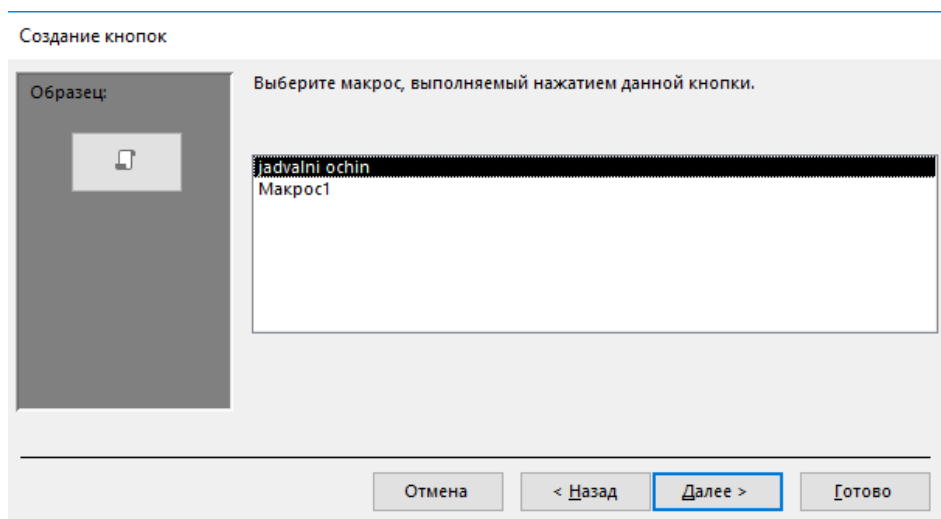 Создание кнопок
Образец:
Выберите макрос, выполняемый нажатием данной кнопки.
jadvalni ochin
Макрос1
Отмена
< Назад
Далее >
Готово